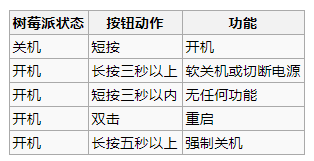 树莓派状态 按钮动作 功能
关机 短按 开机
开机 长按三秒以上 软关机或切断电源
开机 短按三秒以内 无任何功能
开机 双击 重启
开机 长按五秒以上 强制关机